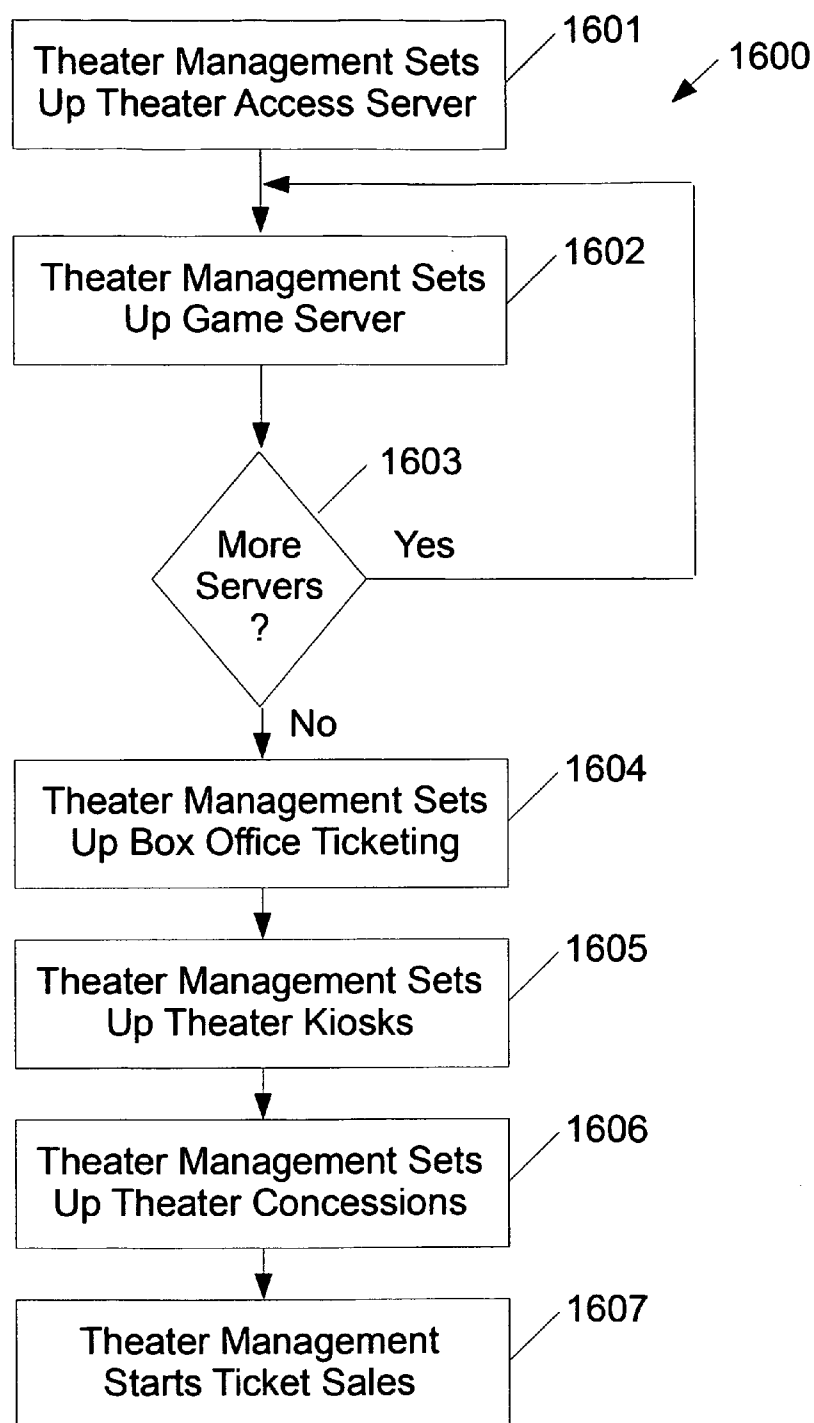 1601
1600
Theater Management Sets
Up Theater Access Server
1602
Theater Management Sets
Up Game Server
1603
More
Servers
?
Yes
No
1604
Theater Management Sets
Up Box Office Ticketing
1605
Theater Management Sets
Up Theater Kiosks
1606
Theater Management Sets
Up Theater Concessions
1607
Theater Management
Starts Ticket Sales